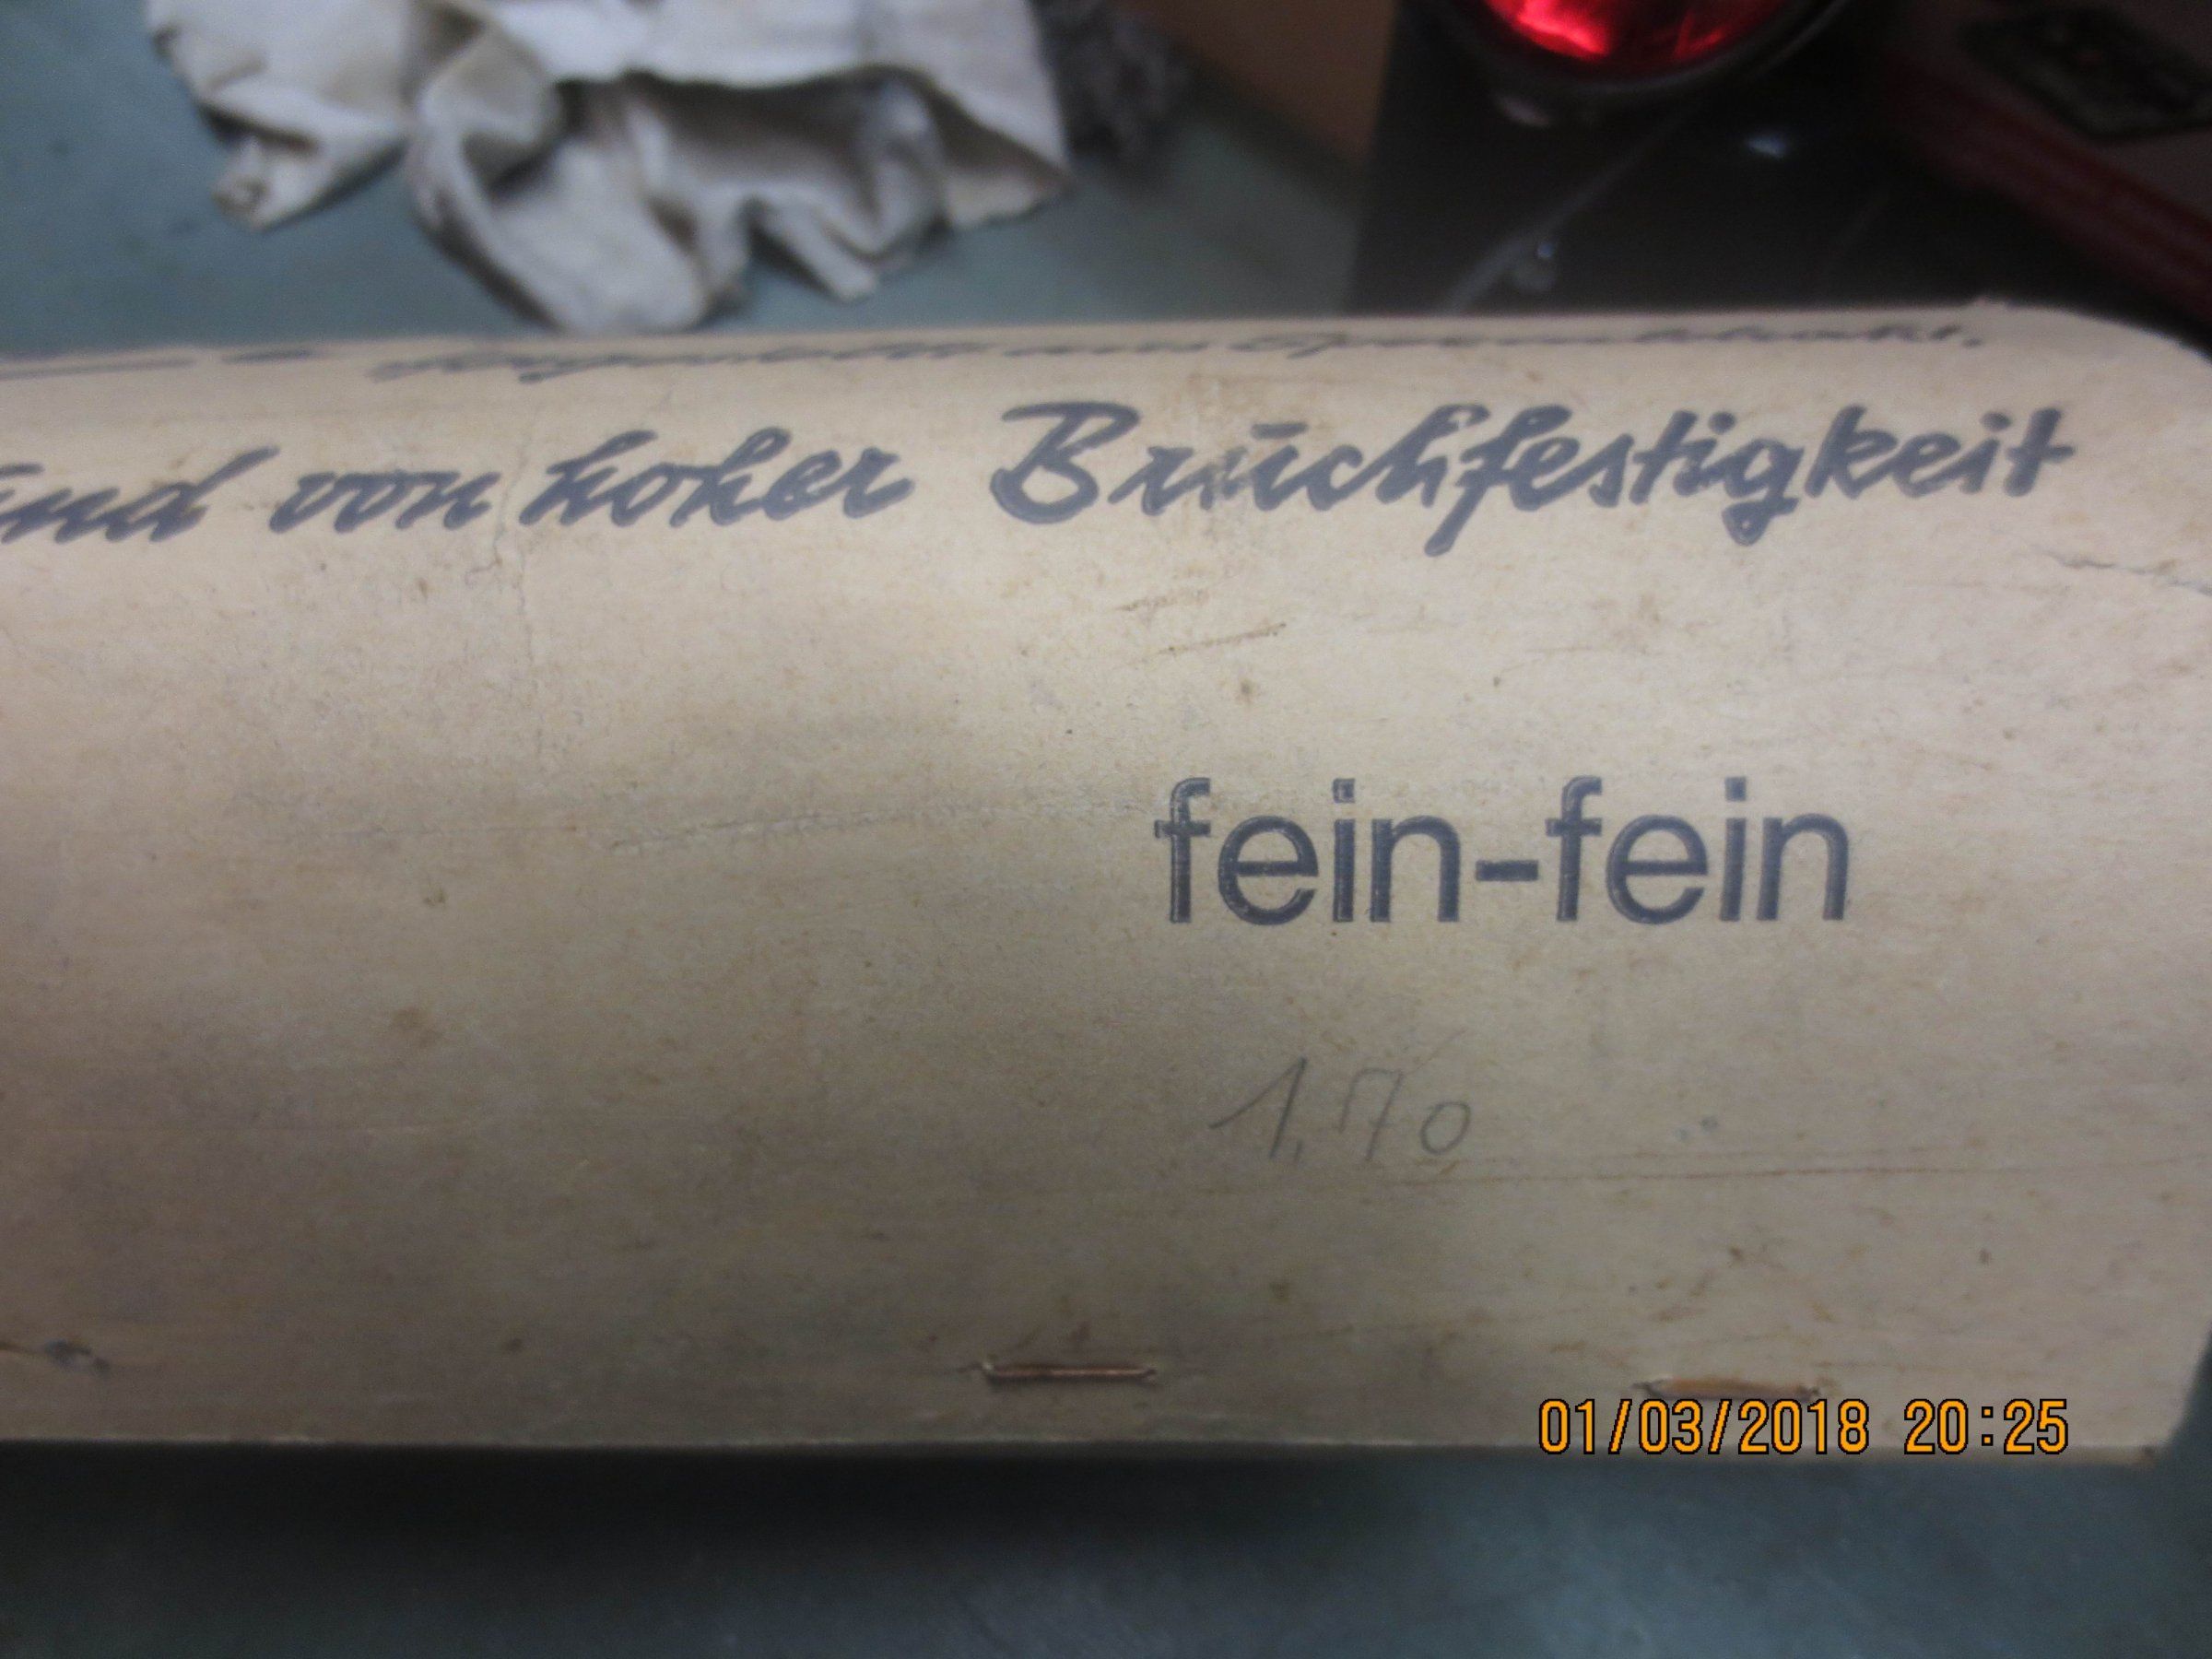 und von hoher Bruchfestigkeit
fein-fein
1,70
01/03/2018 20:25